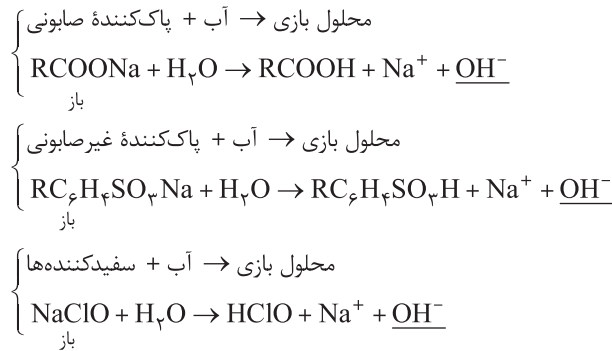 پاک‌کنندهٔ صابونی + آب → محلول بازی
RCOONa + H₂O → RCOOH + Na⁺ + OH⁻
باز
پاک‌کنندهٔ غیرصابونی + آب → محلول بازی
RC₆H₄SO₃Na + H₂O → RC₆H₄SO₃H + Na⁺ + OH⁻
باز
سفیدکننده‌ها + آب → محلول بازی
NaClO + H₂O → HClO + Na⁺ + OH⁻
باز